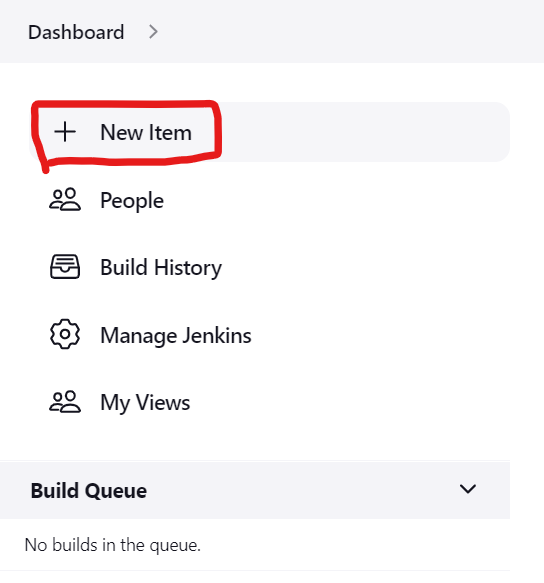 Dashboard
New Item
People
Build History
Manage Jenkins
My Views
Build Queue
No builds in the queue.